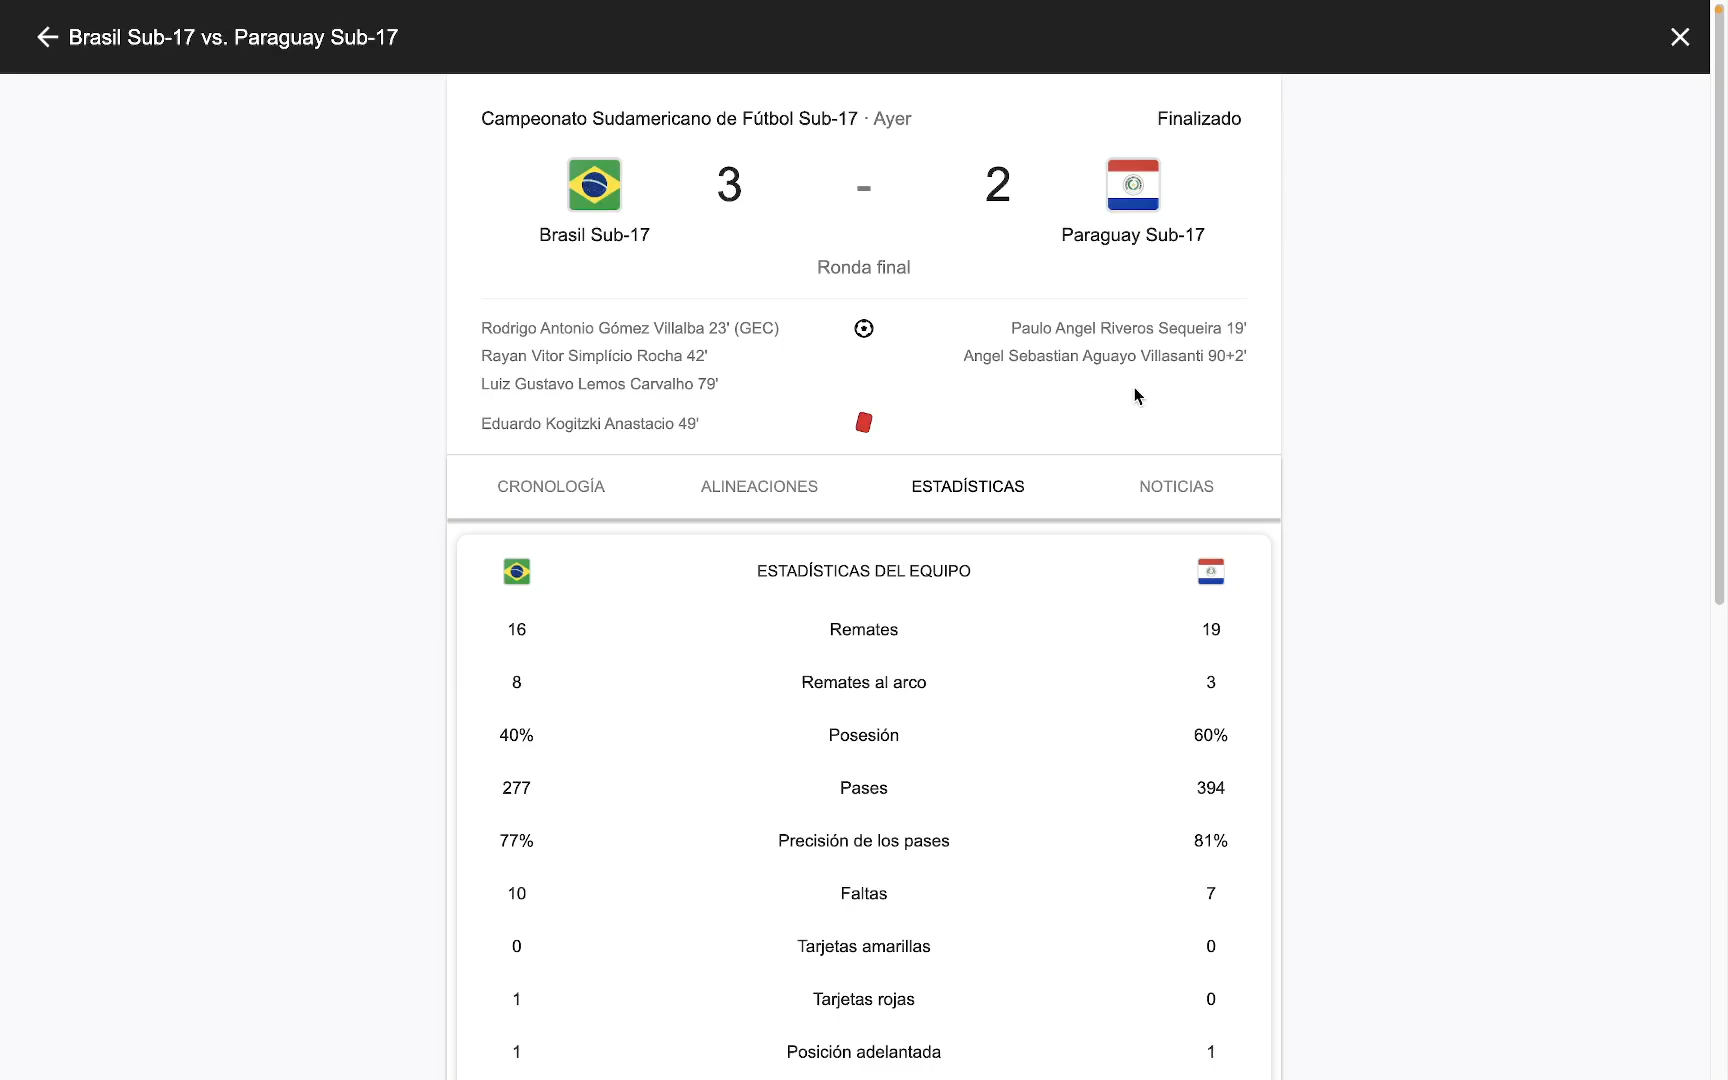 Brasil Sub-17 vs. Paraguay Sub-17
Campeonato Sudamericano de Fútbol Sub-17 · Ayer Finalizado
3 - 2
Brasil Sub-17 Paraguay Sub-17
Ronda final
Rodrigo Antonio Gómez Villalba 23' (GEC) Paulo Angel Riveros Sequeira 19'
Rayan Vitor Simplício Rocha 42' Angel Sebastian Aguayo Villasanti 90+2'
Luiz Gustavo Lemos Carvalho 79'
Eduardo Kogitzki Anastacio 49'
CRONOLOGÍA ALINEACIONES ESTADÍSTICAS NOTICIAS
ESTADÍSTICAS DEL EQUIPO
16 Remates 19
8 Remates al arco 3
40% Posesión 60%
277 Pases 394
77% Precisión de los pases 81%
10 Faltas 7
0 Tarjetas amarillas 0
1 Tarjetas rojas 0
1 Posición adelantada 1